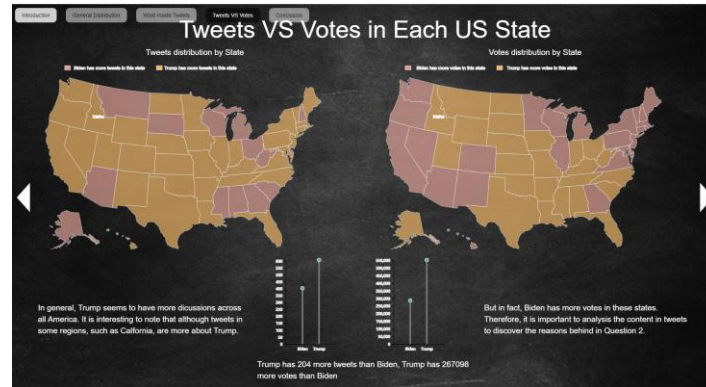 Introduction
General Distribution
Word Inside Tweets
Tweets VS Votes
Conclusion
Tweets VS Votes in Each US State
Tweets distribution by State
Votes distribution by State
Biden has more tweets in this state
Trump has more tweets in this state
Biden has more votes in this state
Trump has more votes in this state
Idaho
Idaho
Biden
Trump
Biden
Trump
In general, Trump seems to have more dicussions across
all America. It is interesting to note that although tweets in
some regions, such as Calfornia, are more about Trump.
But in fact, Biden has more votes in these states.
Therefore, it is important to analysis the content in tweets
to discover the reasons behind in Question 2.
Trump has 204 more tweets than Biden, Trump has 267098
more votes than Biden